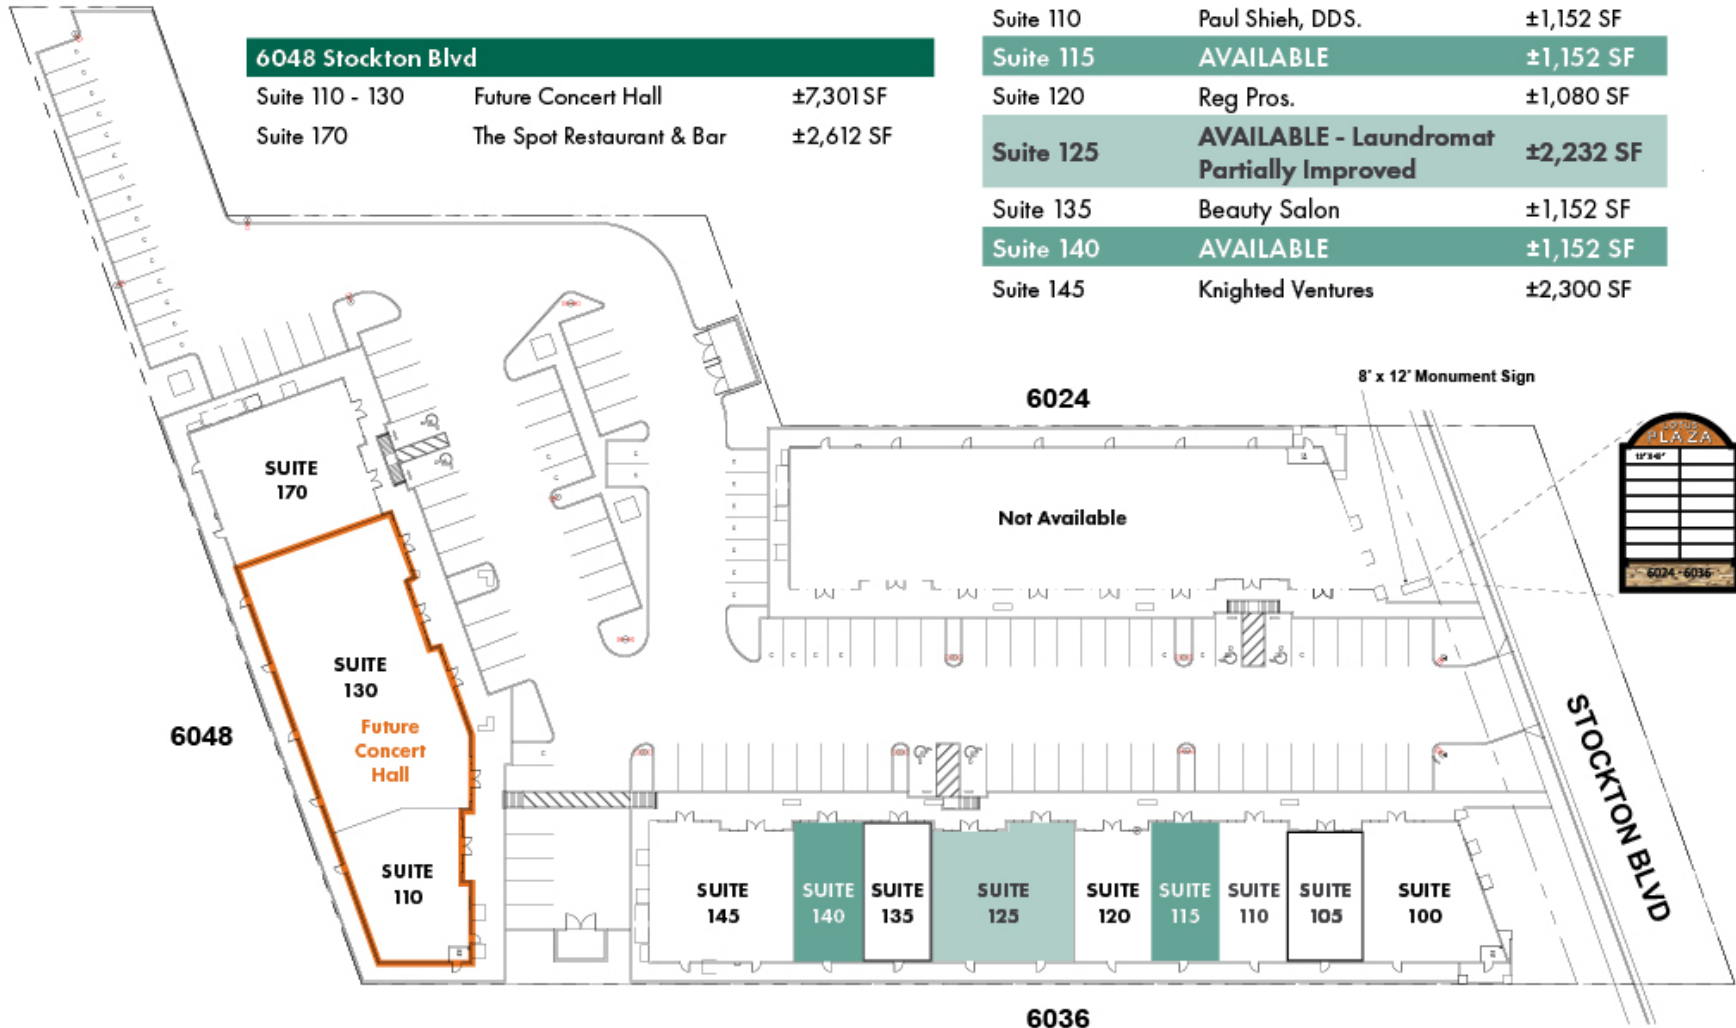 Suite 110 Paul Shieh, DDS. ±1,152 SF
6048 Stockton Blvd
Suite 115 AVAILABLE ±1,152 SF
Suite 110 - 130 Future Concert Hall ±7,301 SF
Suite 120 Reg Pros. ±1,080 SF
Suite 170 The Spot Restaurant & Bar ±2,612 SF
Suite 125 AVAILABLE - Laundromat
Partially Improved ±2,232 SF
Suite 135 Beauty Salon ±1,152 SF
Suite 140 AVAILABLE ±1,152 SF
Suite 145 Knighted Ventures ±2,300 SF
8' x 12' Monument Sign
6024
LOTUS
PLAZA
6024 - 6036
Not Available
SUITE
170
SUITE
130
Future
Concert
Hall
6048
SUITE
110
STOCKTON BLVD
SUITE
145
SUITE
140
SUITE
135
SUITE
125
SUITE
120
SUITE
115
SUITE
110
SUITE
105
SUITE
100
6036